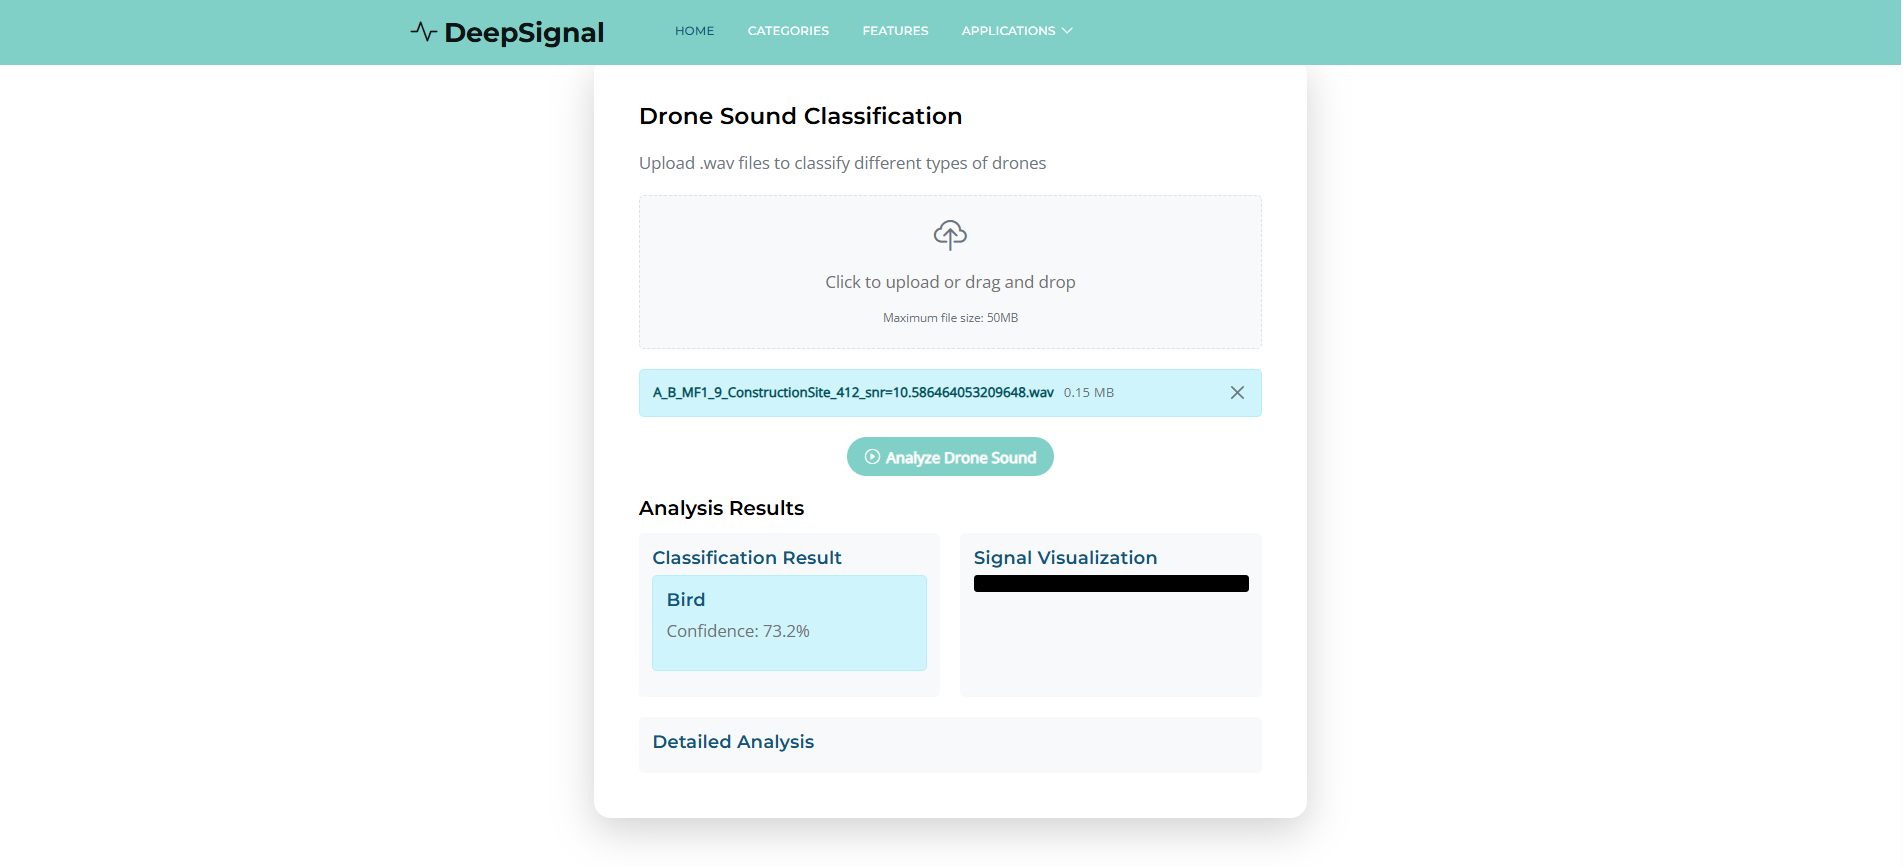 DeepSignal
HOME CATEGORIES FEATURES APPLICATIONS
Drone Sound Classification
Upload .wav files to classify different types of drones
Click to upload or drag and drop
Maximum file size: 50MB
A_B_MF1_9_ConstructionSite_412_snr=10.586464053209648.wav 0.15 MB
Analyze Drone Sound
Analysis Results
Classification Result
Bird
Confidence: 73.2%
Signal Visualization
Detailed Analysis